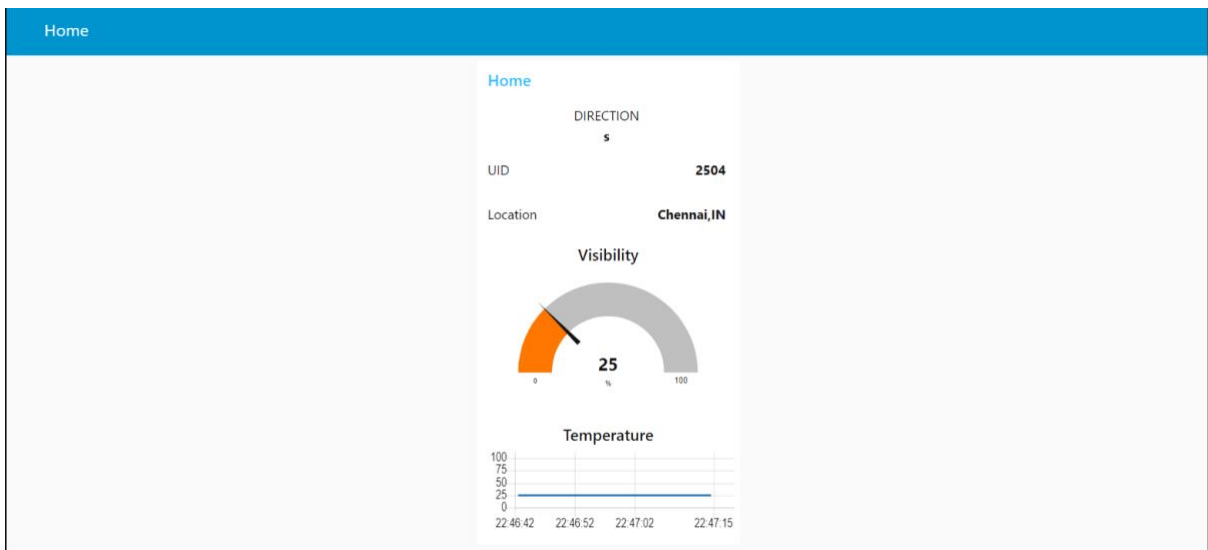 Home
Home
DIRECTION
s
UID 2504
Location Chennai,IN
Visibility
25
0 % 100
Temperature
100
75
50
25
0
22:46:42 22:46:52 22:47:02 22:47:15